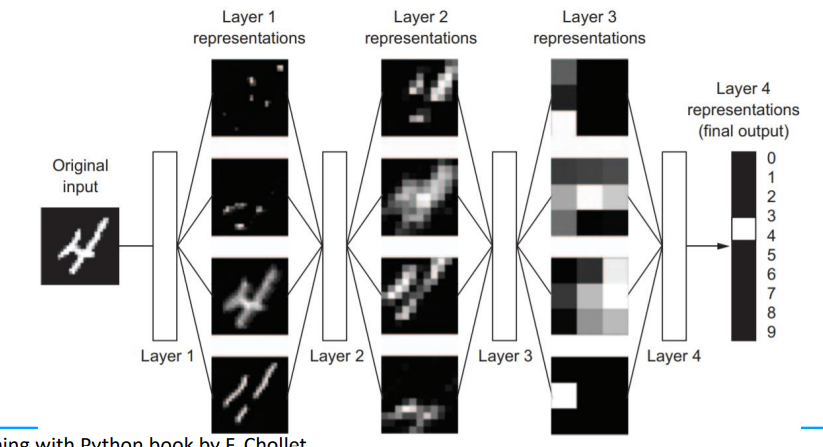 Layer 1
representations
Layer 2
representations
Layer 3
representations
Layer 4
representations
(final output)
Original
input
0
1
2
3
4
5
6
7
8
9
Layer 1
Layer 2
Layer 3
Layer 4
with Python book by F. Chollet